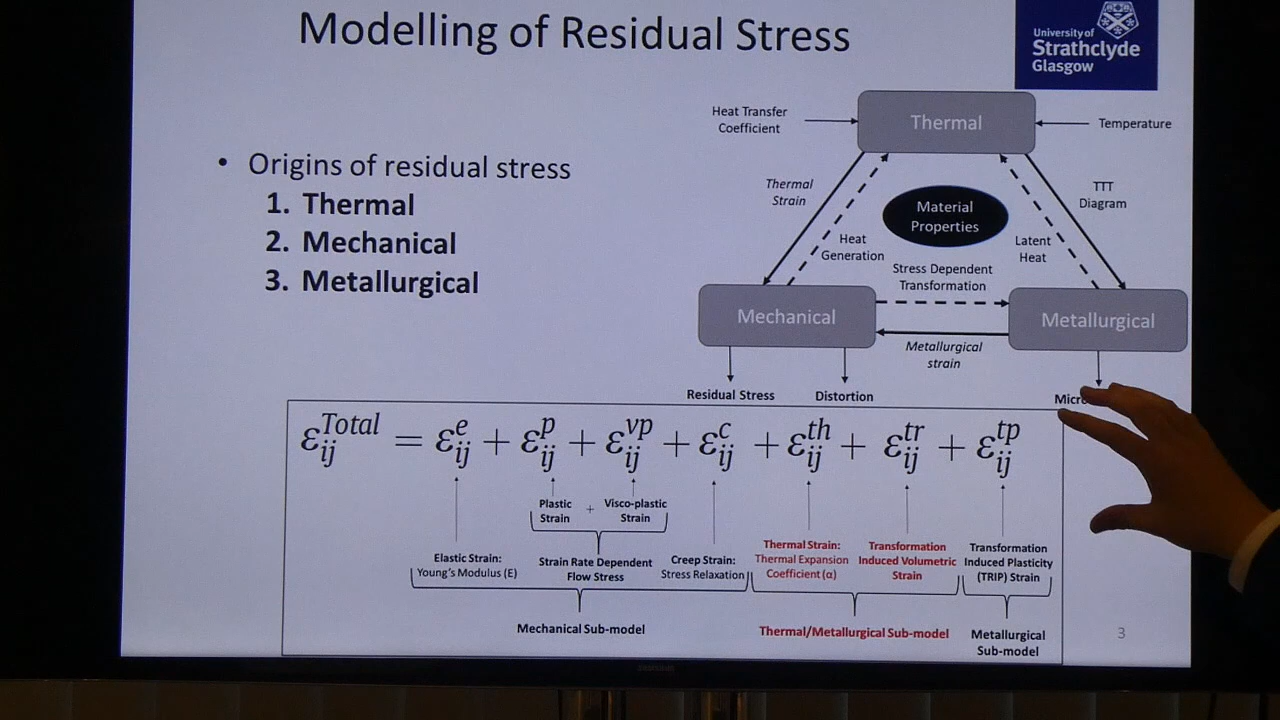 Modelling of Residual Stress
University of
Strathclyde
Glasgow
• Origins of residual stress
1. Thermal
2. Mechanical
3. Metallurgical
Heat Transfer
Coefficient
Thermal
Temperature
Thermal
Strain
Material
Properties
TTT
Diagram
Heat
Generation
Latent
Heat
Stress Dependent
Transformation
Mechanical
Metallurgical
Metallurgical
strain
Residual Stress
Distortion
Micro
ε_ij^Total = ε_ij^e + ε_ij^p + ε_ij^vp + ε_ij^c + ε_ij^th + ε_ij^tr + ε_ij^tp
Plastic
Strain
+
Visco-plastic
Strain
Elastic Strain:
Young's Modulus (E)
Strain Rate Dependent
Flow Stress
Creep Strain:
Stress Relaxation
Thermal Strain:
Thermal Expansion
Coefficient (α)
Transformation
Induced Volumetric
Strain
Transformation
Induced Plasticity
(TRIP) Strain
Mechanical Sub-model
Thermal/Metallurgical Sub-model
Metallurgical
Sub-model
3
SAMSUNG